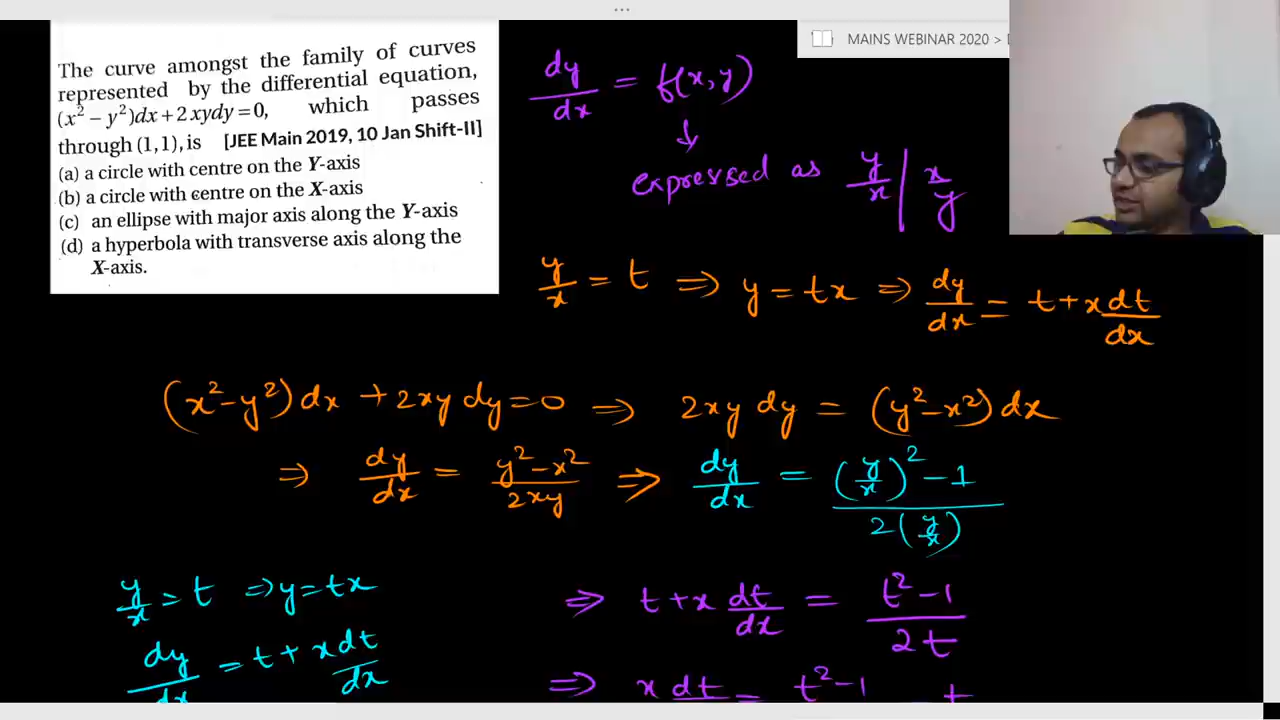 ...
MAINS WEBINAR 2020 >
The curve amongst the family of curves
represented by the differential equation,
(x² – y²)dx + 2xydy = 0, which passes
through (1,1), is [JEE Main 2019, 10 Jan Shift-II]
(a) a circle with centre on the Y-axis
(b) a circle with centre on the X-axis
(c) an ellipse with major axis along the Y-axis
(d) a hyperbola with transverse axis along the
X-axis.
dy/dx = f(x,y)
↓
expressed as y/x | x/y
y/x = t ⇒ y = tx ⇒ dy/dx = t + x dt/dx
(x²-y²)dx + 2xy dy = 0 ⇒ 2xy dy = (y²-x²)dx
⇒ dy/dx = y²-x²/2xy ⇒ dy/dx = (y/x)²-1/2(y/x)
y/x = t ⇒ y = tx
dy/dx = t + x dt/dx
⇒ t + x dt/dx = t²-1/2t
⇒ x dt = t²-1 - t